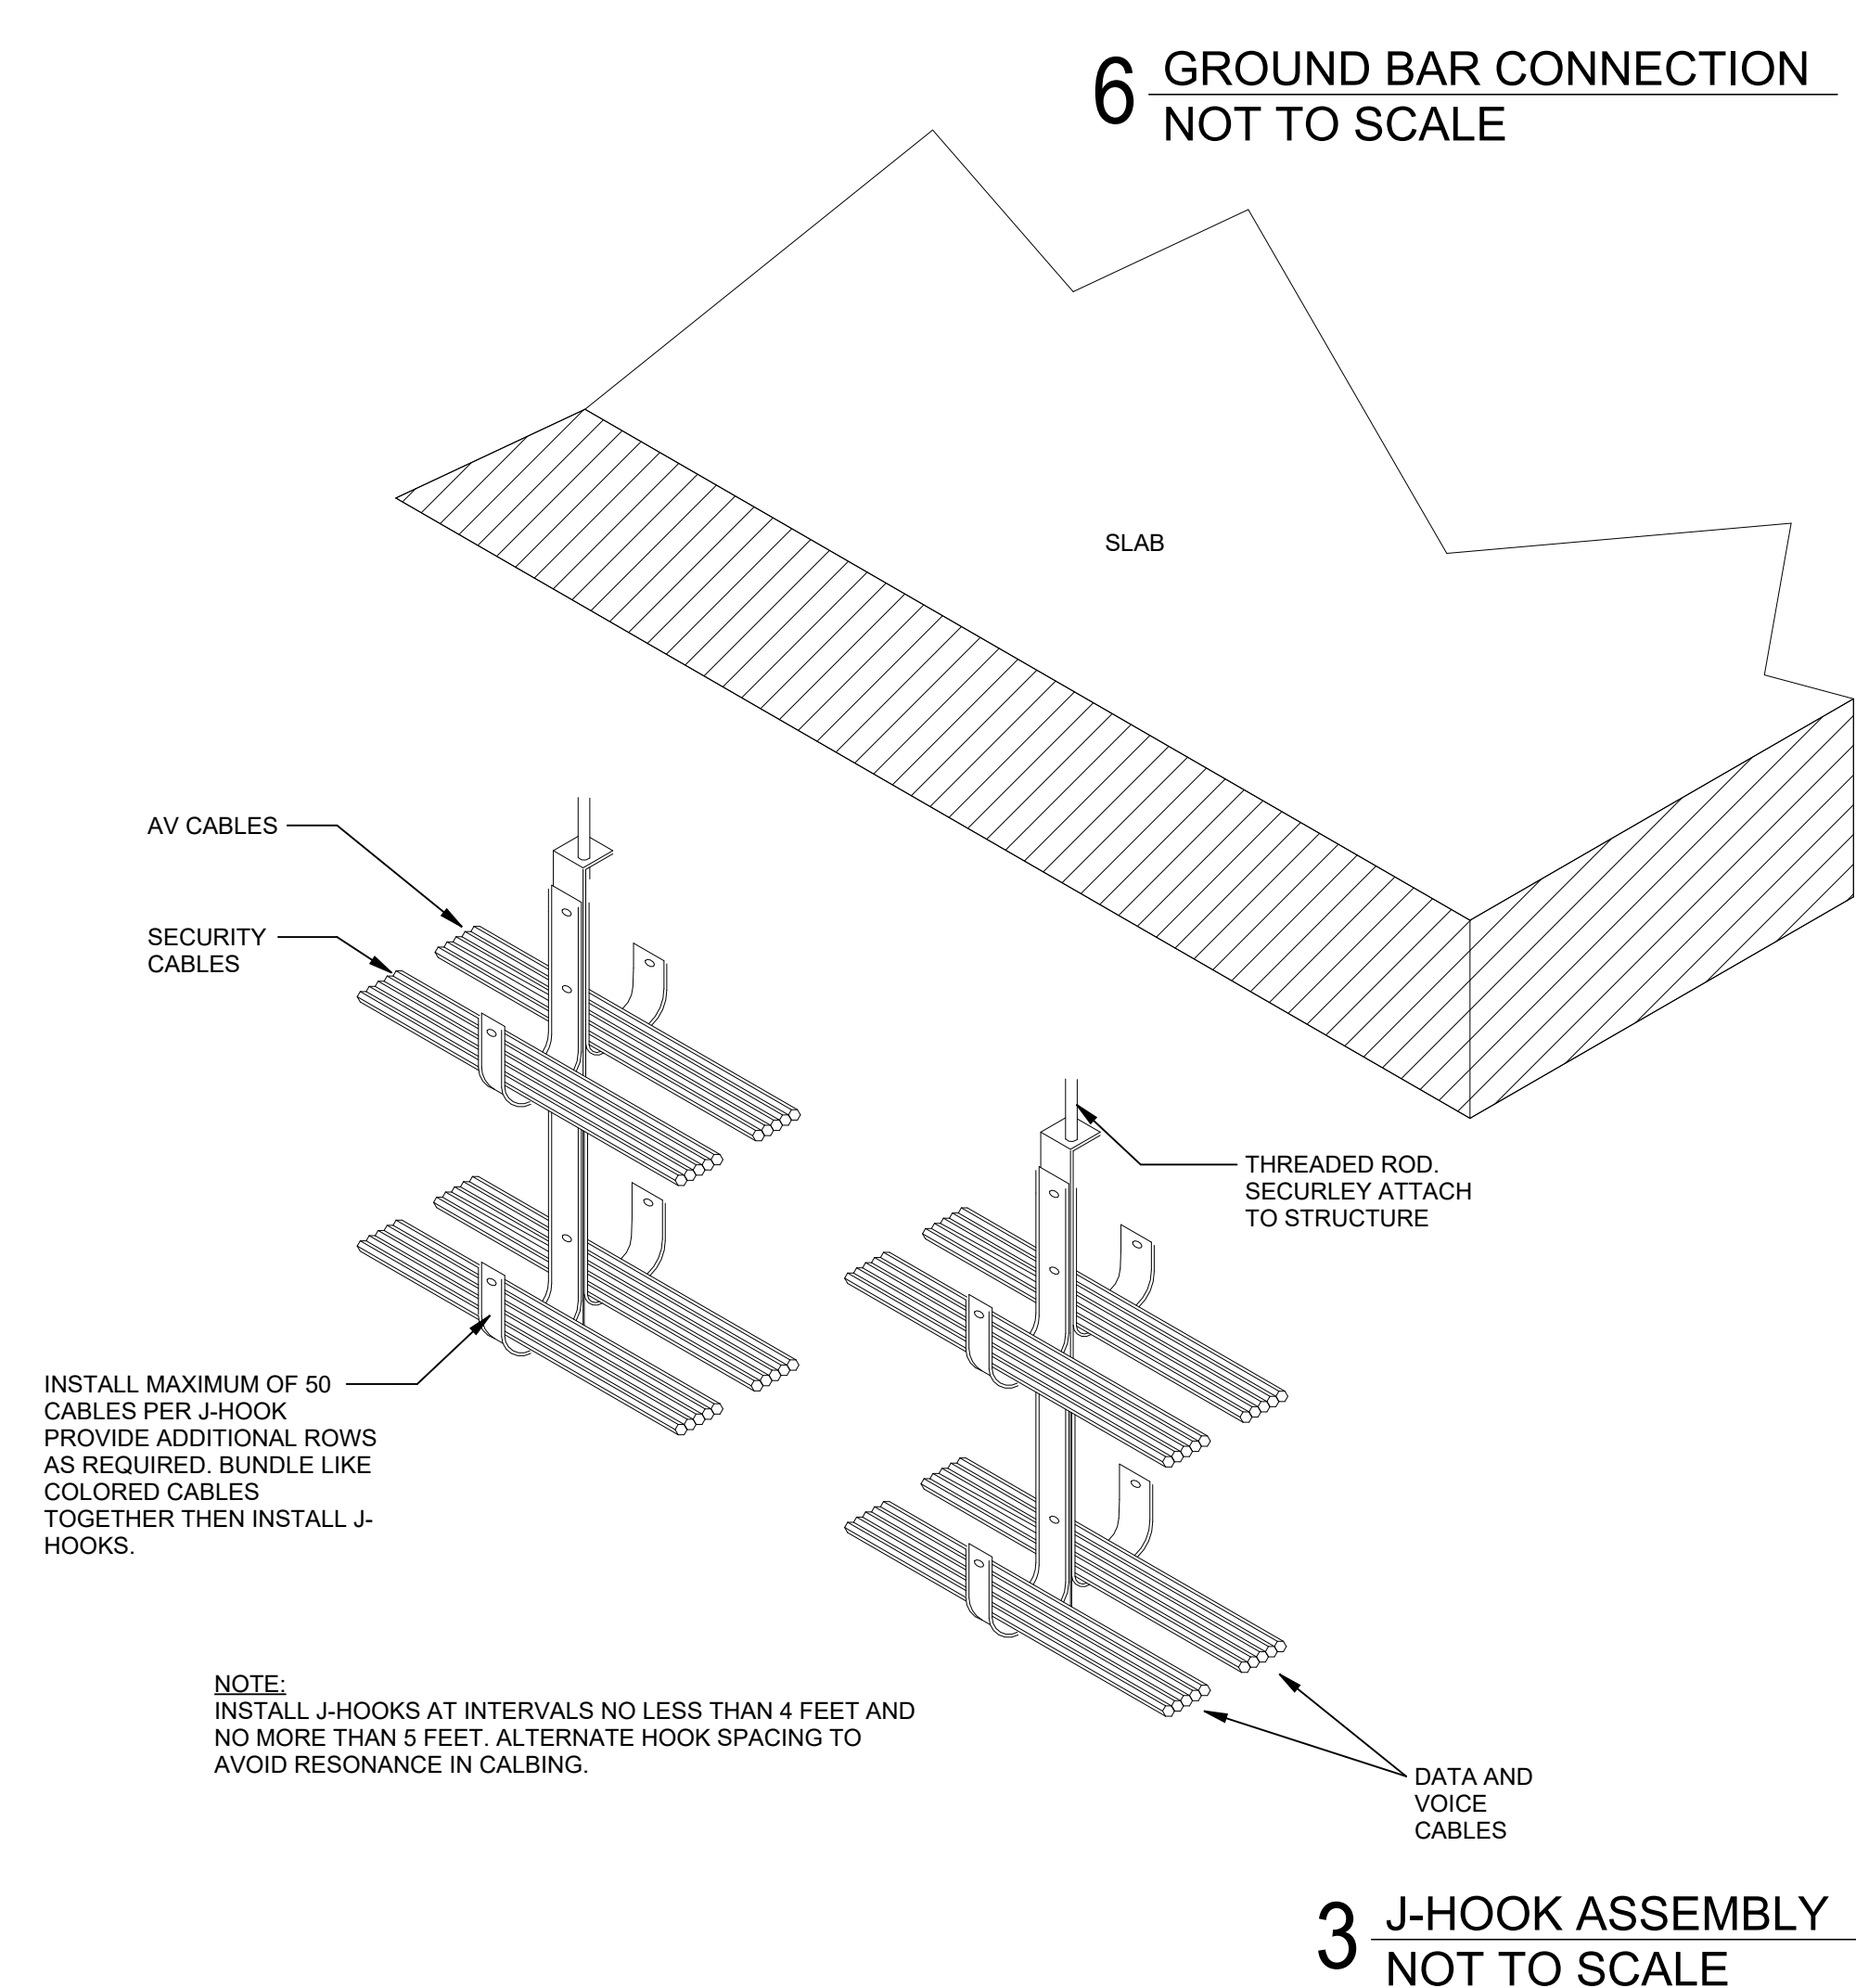 6 GROUND BAR CONNECTION
NOT TO SCALE
SLAB
AV CABLES
SECURITY
CABLES
THREADED ROD.
SECURLEY ATTACH
TO STRUCTURE
INSTALL MAXIMUM OF 50
CABLES PER J-HOOK
PROVIDE ADDITIONAL ROWS
AS REQUIRED. BUNDLE LIKE
COLORED CABLES
TOGETHER THEN INSTALL J-
HOOKS.
NOTE:
INSTALL J-HOOKS AT INTERVALS NO LESS THAN 4 FEET AND
NO MORE THAN 5 FEET. ALTERNATE HOOK SPACING TO
AVOID RESONANCE IN CALBING.
DATA AND
VOICE
CABLES
3 J-HOOK ASSEMBLY
NOT TO SCALE